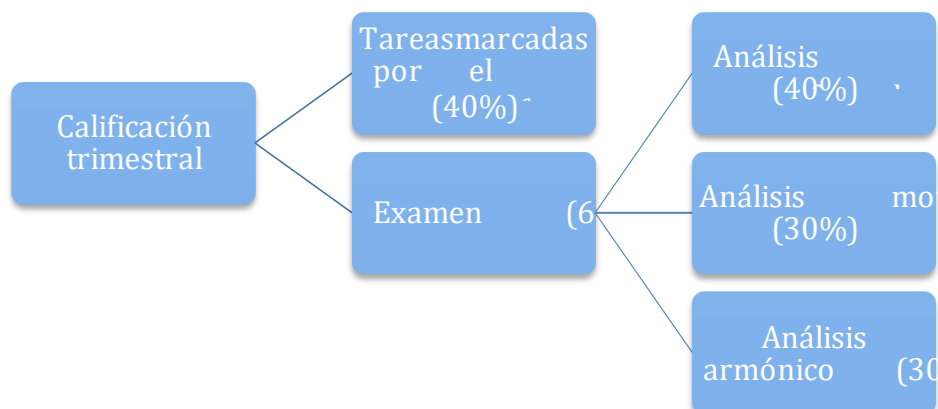 Calificación
trimestral
Tareasmarcadas
por el
(40%)
Examen (6
Análisis
(40%)
Análisis mo
(30%)
Análisis
armónico (30